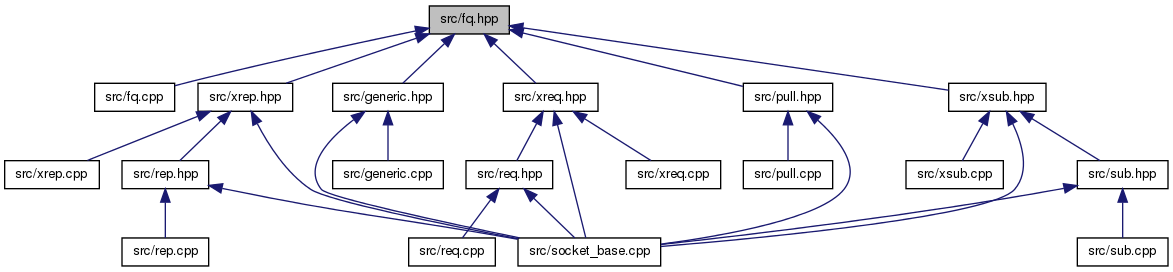 src/fq.hpp
src/fq.cpp
src/xrep.hpp
src/generic.hpp
src/xreq.hpp
src/pull.hpp
src/xsub.hpp
src/xrep.cpp
src/rep.hpp
src/generic.cpp
src/req.hpp
src/xreq.cpp
src/pull.cpp
src/xsub.cpp
src/sub.hpp
src/rep.cpp
src/req.cpp
src/socket_base.cpp
src/sub.cpp